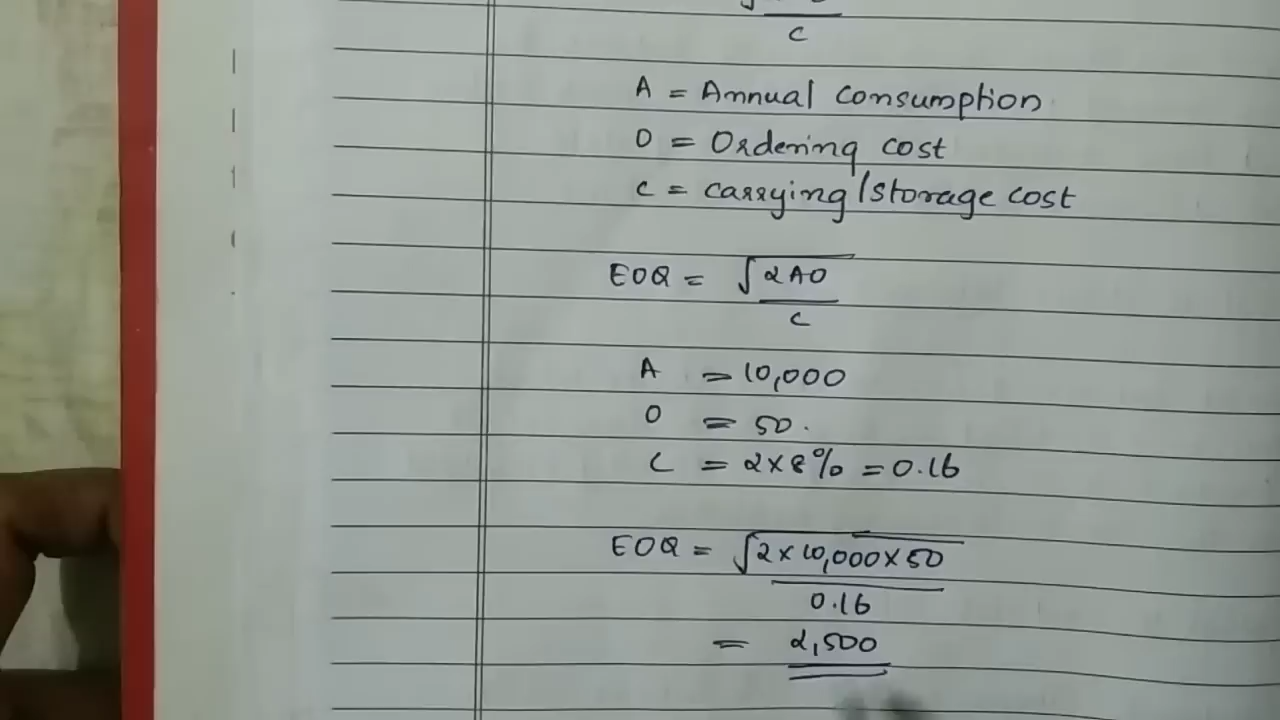 C
A = Annual consumption
O = Ordering cost
C = Carrying/storage cost
EOQ = √2AO
C
A = 10,000
O = 50.
C = 2×8% = 0.16
EOQ = √2×10,000×50
0.16
= 2,500